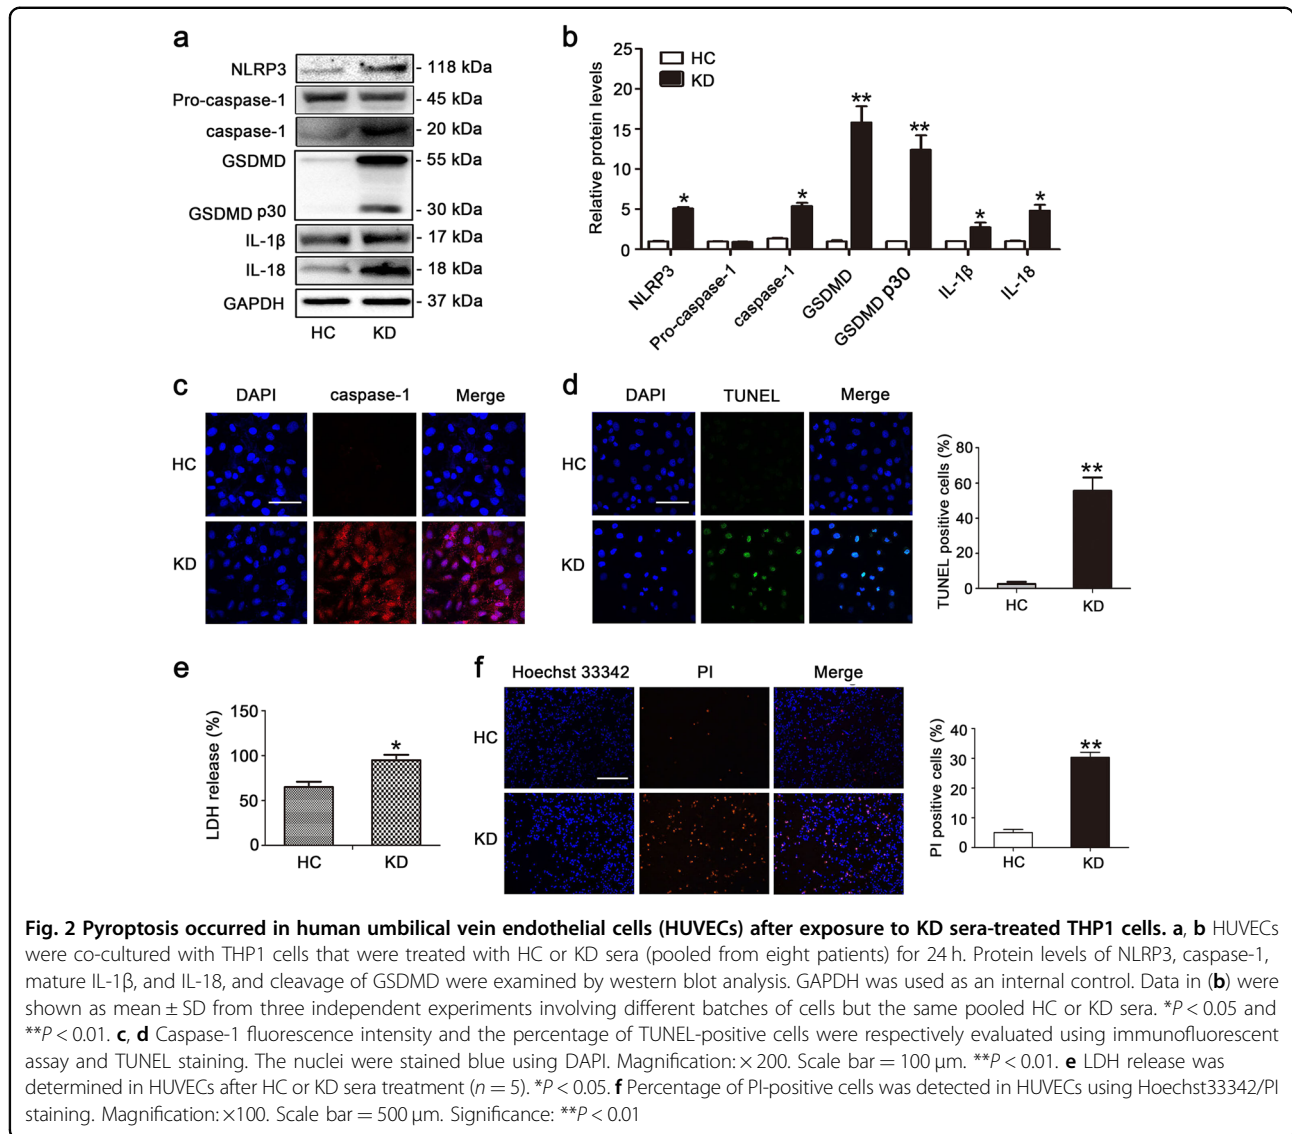 a
NLRP3 - 118 kDa
Pro-caspase-1 - 45 kDa
caspase-1 - 20 kDa
GSDMD - 55 kDa
GSDMD p30 - 30 kDa
IL-1β - 17 kDa
IL-18 - 18 kDa
GAPDH - 37 kDa
HC KD
b
Relative protein levels
25
20
15
10
5
0
HC
KD
* * ** ** * *
NLRP3 Pro-caspase-1 caspase-1 GSDMD GSDMD p30 IL-1β IL-18
c
DAPI caspase-1 Merge
HC
KD
d
DAPI TUNEL Merge
HC
KD
TUNEL positive cells (%)
80
60
40
20
0
**
HC KD
e
LDH release (%)
150
100
50
0
*
HC KD
f
Hoechst 33342 PI Merge
HC
KD
PI positive cells (%)
40
30
20
10
0
**
HC KD
Fig. 2 Pyroptosis occurred in human umbilical vein endothelial cells (HUVECs) after exposure to KD sera-treated THP1 cells. a, b HUVECs
were co-cultured with THP1 cells that were treated with HC or KD sera (pooled from eight patients) for 24 h. Protein levels of NLRP3, caspase-1,
mature IL-1β, and IL-18, and cleavage of GSDMD were examined by western blot analysis. GAPDH was used as an internal control. Data in (b) were
shown as mean ± SD from three independent experiments involving different batches of cells but the same pooled HC or KD sera. *P < 0.05 and
**P < 0.01. c, d Caspase-1 fluorescence intensity and the percentage of TUNEL-positive cells were respectively evaluated using immunofluorescent
assay and TUNEL staining. The nuclei were stained blue using DAPI. Magnification: × 200. Scale bar = 100 μm. **P < 0.01. e LDH release was
determined in HUVECs after HC or KD sera treatment (n = 5). *P < 0.05. f Percentage of PI-positive cells was detected in HUVECs using Hoechst33342/PI
staining. Magnification: ×100. Scale bar = 500 μm. Significance: **P < 0.01